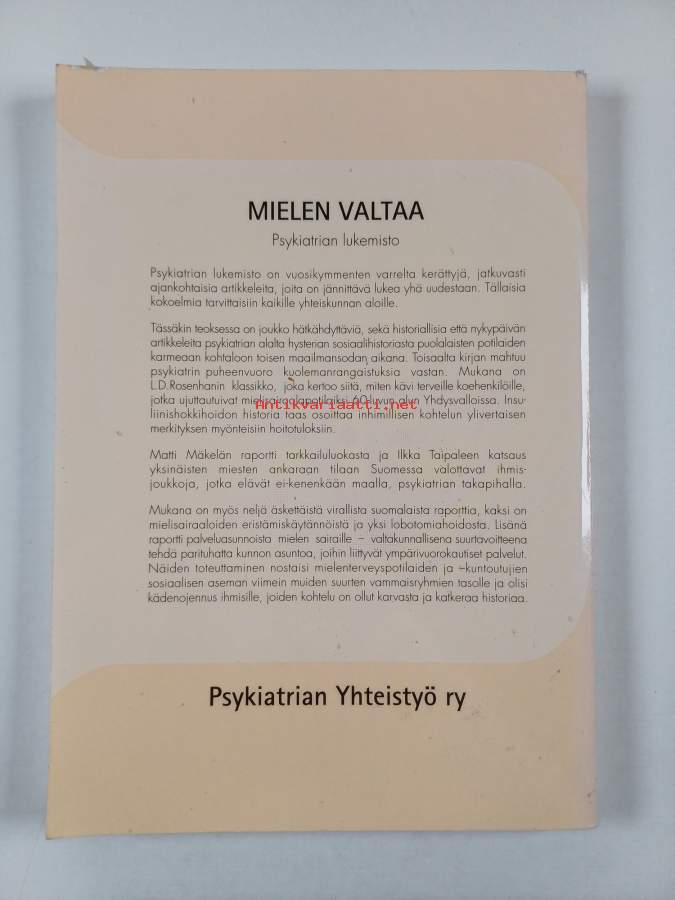 MIELEN VALTAA
Psykiatrian lukemisto
Psykiatrian lukemisto on vuosikymmenten varrelta kerättyjä, jatkuvasti
ajankohtaisia artikkeleita, joita on jännittävä lukea yhä uudestaan. Tällaisia
kokoelmia tarvittaisiin kaikille yhteiskunnan aloille.
Tässäkin teoksessa on joukko hätkähdyttäviä, sekä historiallisia että nykypäivän
artikkeleita psykiatrian alalta hysterian sosiaalihistoriasta puolalaisten potilaiden
karmeaan kohtaloon toisen maailmansodan aikana. Toisaalta kirjan mahtuu
psykiatrin puheenvuoro kuolemanrangaistuksia vastan. Mukana on
L.D.Rosenhanin klassikko, joka kertoo siitä, miten kävi terveille koehenkilöille,
jotka ujuttautuivat mielisairaalapotilaiksi 60-luvun alun Yhdysvalloissa. Insu-
Antikvariaatti.net
liinishokkihoidon historia taas osoittaa inhimillisen kohtelun ylivertaisen
merkityksen myönteisiin hoitotuloksiin.
Matti Mäkelän raportti tarkkailuluokasta ja Ilkka Taipaleen katsaus
yksinäisten miesten ankaraan tilaan Suomessa valottavat ihmis-
joukkoja, jotka elävät ei-kenenkään maalla, psykiatrian takapihalla.
Mukana on myös neljä äskettäistä virallista suomalaista raporttia, kaksi on
mielisairaaloiden eristämiskäytännöistä ja yksi lobotomiahoidosta. Lisänä
raportti palveluasunnoista mielen sairaille – valtakunnallisena suurtavoitteena
tehdä parituhatta kunnon asuntoa, joihin liittyvät ympärivuorokautiset palvelut.
Näiden toteuttaminen nostaisi mielenterveyspotilaiden ja –kuntoutujien
sosiaalisen aseman viimein muiden suurten vammaisryhmien tasolle ja olisi
kädenojennus ihmisille, joiden kohtelu on ollut karvasta ja katkeraa historiaa.
Psykiatrian Yhteistyö ry